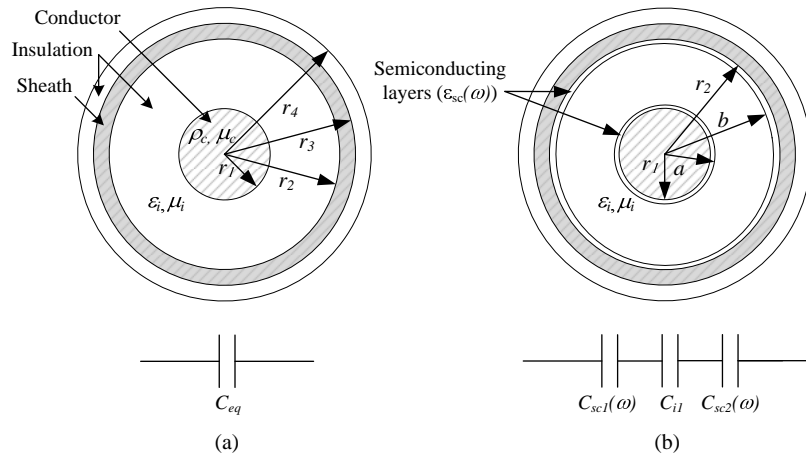 Conductor
Insulation
Sheath
r4
ρc, μc
r3
r1
r2
εi, μi
Ceq
(a)
Semiconducting
layers (εsc(ω))
r2
b
r1
a
εi, μi
Csc1(ω)
Ci1
Csc2(ω)
(b)